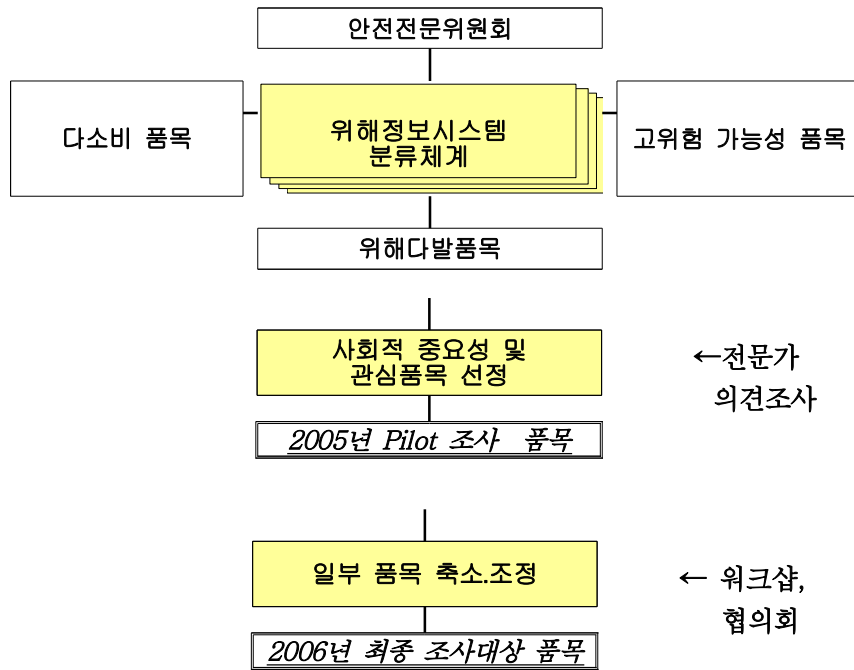 안전전문위원회
다소비 품목
위해정보시스템
분류체계
고위험 가능성 품목
위해다발품목
사회적 중요성 및
관심품목 선정
←전문가
의견조사
2005년 Pilot 조사 품목
일부 품목 축소.조정
← 워크샵,
협의회
2006년 최종 조사대상 품목